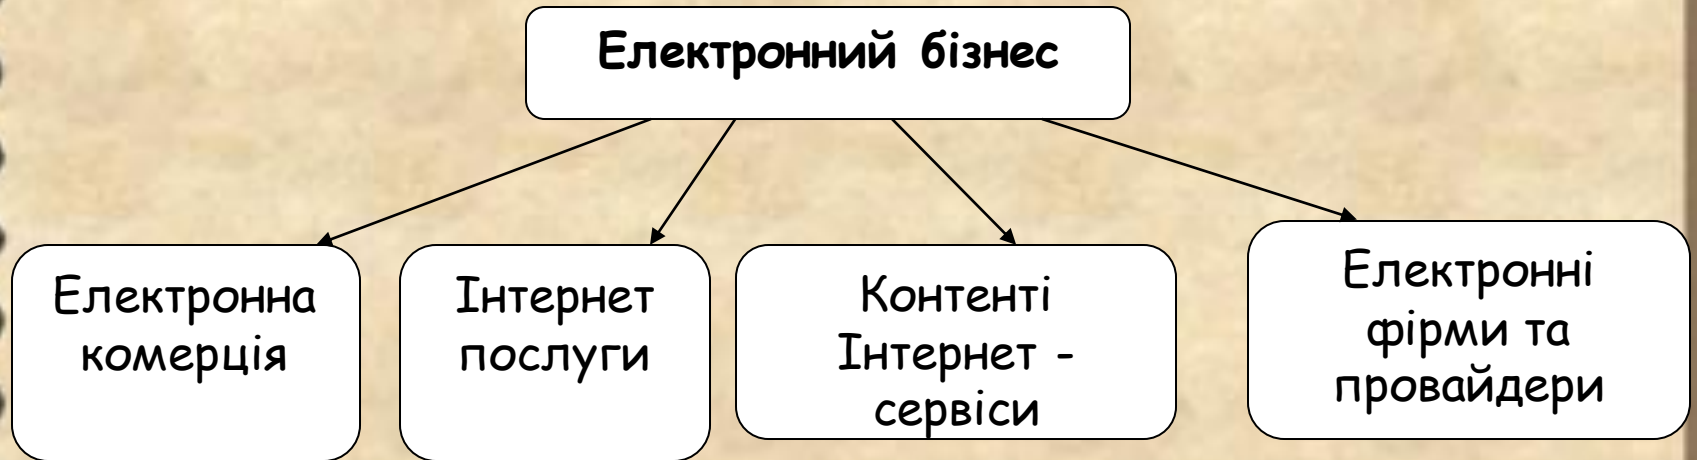 Електронний бізнес
Електронна
комерція
Інтернет
послуги
Контенті
Інтернет -
сервіси
Електронні
фірми та
провайдери